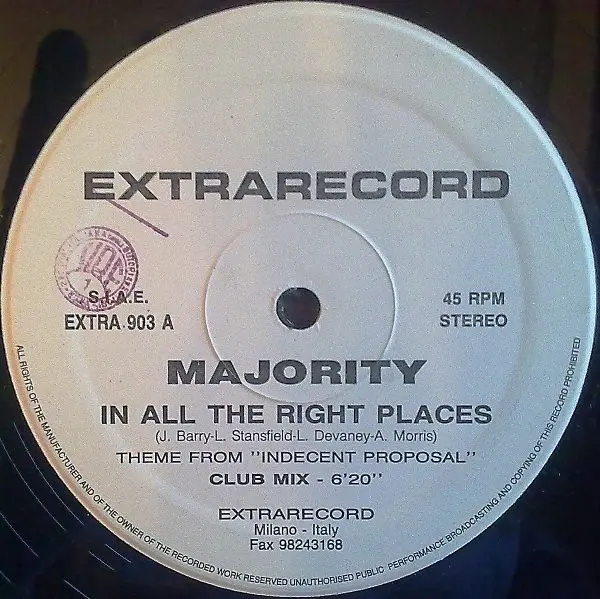 EXTRARECORD
S.I.A.E.
EXTRA 903 A
45 RPM
STEREO
MAJORITY
IN ALL THE RIGHT PLACES
(J. Barry-L. Stansfield-L. Devaney-A. Morris)
THEME FROM "INDECENT PROPOSAL"
CLUB MIX - 6'20"
EXTRARECORD
Milano - Italy
Fax 98243168
ALL RIGHTS OF THE MANUFACTURER AND OF THE OWNER OF THE RECORDED WORK RESERVED UNAUTHORISED PUBLIC PERFORMANCE BROADCASTING AND COPYING OF THIS RECORD PROHIBITED